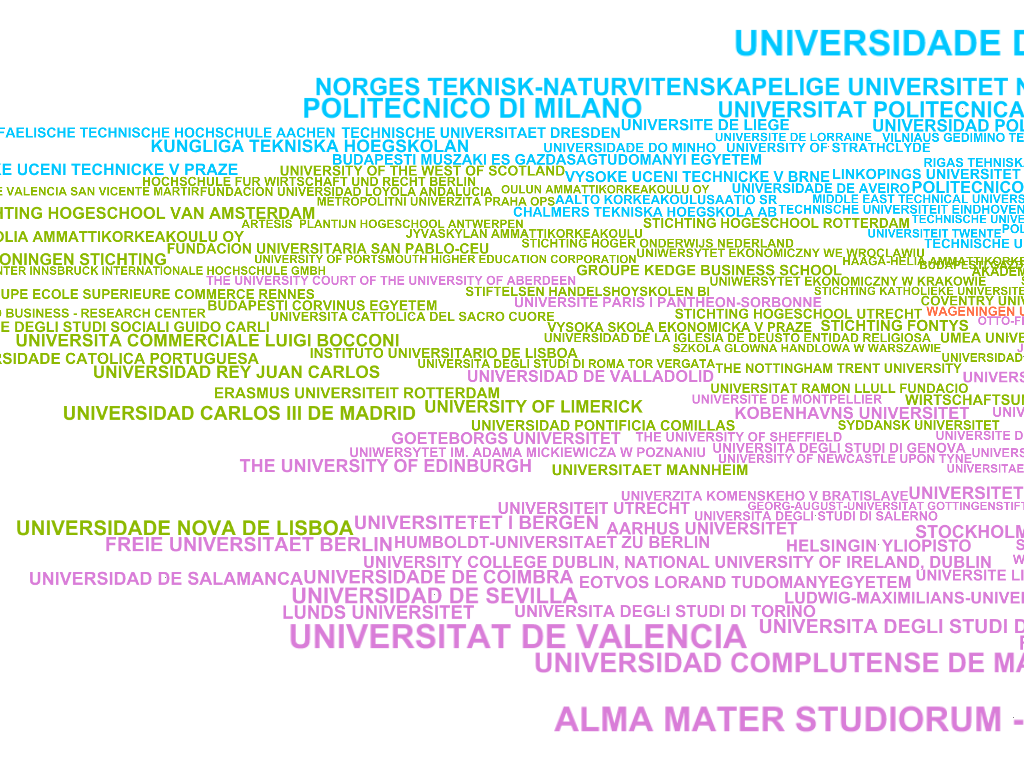 UNIVERSIDADE D
NORGES TEKNISK-NATURVITENSKAPELIGE UNIVERSITET N
POLITECNICO DI MILANO
UNIVERSITAT POLITECNICA
FAELISCHE TECHNISCHE HOCHSCHULE AACHEN
TECHNISCHE UNIVERSITAET DRESDEN
UNIVERSITE DE LIEGE
UNIVERSIDAD POL
UNIVERSITE DE LORRAINE
VILNIAUS GEDIMINO TE
KUNGLIGA TEKNISKA HOEGSKOLAN
UNIVERSIDADE DO MINHO
UNIVERSITY OF STRATHCLYDE
BUDAPESTI MUSZAKI ES GAZDASAGTUDOMANYI EGYETEM
RIGAS TEHNISK
KE UCENI TECHNICKE V PRAZE
UNIVERSITY OF THE WEST OF SCOTLAND
VYSOKE UCENI TECHNICKE V BRNE
LINKOPINGS UNIVERSITET
HOCHSCHULE FUR WIRTSCHAFT UND RECHT BERLIN
E VALENCIA SAN VICENTE MARTIR
FUNDACION UNIVERSIDAD LOYOLA ANDALUCIA
OULUN AMMATTIKORKEAKOULU OY
UNIVERSIDADE DE AVEIRO
POLITECNICO
METROPOLITNI UNIVERZITA PRAHA OPS
AALTO KORKEAKOULUSAATIO SR
MIDDLE EAST TECHNICAL UNIVERS
HTING HOGESCHOOL VAN AMSTERDAM
CHALMERS TEKNISKA HOEGSKOLA AB
TECHNISCHE UNIVERSITEIT EINDHOVEN
ARTESIS PLANTIJN HOGESCHOOL ANTWERPEN
STICHTING HOGESCHOOL ROTTERDAM
TECHNISCHE UNIVE
OLIA AMMATTIKORKEAKOULU OY
JYVASKYLAN AMMATTIKORKEAKOULU
UNIVERSITEIT TWENTE
POL
FUNDACION UNIVERSITARIA SAN PABLO-CEU
STICHTING HOGER ONDERWIJS NEDERLAND
TECHNISCHE U
ONINGEN STICHTING
UNIVERSITY OF PORTSMOUTH HIGHER EDUCATION CORPORATION
UNIWERSYTET EKONOMICZNY WE WROCLAWIU
HAAGA-HELIA AMMATTIKORKE
NTER INNSBRUCK INTERNATIONALE HOCHSCHULE GMBH
GROUPE KEDGE BUSINESS SCHOOL
AKADEM
THE UNIVERSITY COURT OF THE UNIVERSITY OF ABERDEEN
UNIWERSYTET EKONOMICZNY W KRAKOWIE
UPE ECOLE SUPERIEURE COMMERCE RENNES
STIFTELSEN HANDELSHOYSKOLEN BI
STICHTING KATHOLIEKE UNIVERSITE
BUDAPESTI CORVINUS EGYETEM
UNIVERSITE PARIS I PANTHEON-SORBONNE
COVENTRY UNIV
O BUSINESS - RESEARCH CENTER
UNIVERSITA CATTOLICA DEL SACRO CUORE
STICHTING HOGESCHOOL UTRECHT
WAGENINGEN U
E DEGLI STUDI SOCIALI GUIDO CARLI
VYSOKA SKOLA EKONOMICKA V PRAZE
STICHTING FONTYS
OTTO-FR
UNIVERSITA COMMERCIALE LUIGI BOCCONI
UNIVERSIDAD DE LA IGLESIA DE DEUSTO ENTIDAD RELIGIOSA
UMEA UNIVE
SZKOLA GLOWNA HANDLOWA W WARSZAWIE
RSIDADE CATOLICA PORTUGUESA
INSTITUTO UNIVERSITARIO DE LISBOA
UNIVERSIDAD
UNIVERSIDAD REY JUAN CARLOS
UNIVERSITA DEGLI STUDI DI ROMA TOR VERGATA
THE NOTTINGHAM TRENT UNIVERSITY
UNIVERSIDAD DE VALLADOLID
UNIVERS
ERASMUS UNIVERSITEIT ROTTERDAM
UNIVERSITAT RAMON LLULL FUNDACIO
UNIVERSITE DE MONTPELLIER
WIRTSCHAFTSUN
UNIVERSIDAD CARLOS III DE MADRID
UNIVERSITY OF LIMERICK
KOBENHAVNS UNIVERSITET
UNIV
UNIVERSIDAD PONTIFICIA COMILLAS
SYDDANSK UNIVERSITET
GOETEBORGS UNIVERSITET
THE UNIVERSITY OF SHEFFIELD
UNIVERSITE D
UNIWERSYTET IM. ADAMA MICKIEWICZA W POZNANIU
UNIVERSITA DEGLI STUDI DI GENOVA
UNIVERS
THE UNIVERSITY OF EDINBURGH
UNIVERSITY OF NEWCASTLE UPON TYNE
UNIVERSITAET MANNHEIM
UNIVERSITAE
UNIVERZITA KOMENSKEHO V BRATISLAVE
UNIVERSITET
UNIVERSITEIT UTRECHT
GEORG-AUGUST-UNIVERSITAT GOTTINGENSTIFT
UNIVERSITA DEGLI STUDI DI SALERNO
UNIVERSIDADE NOVA DE LISBOA
UNIVERSITETET I BERGEN
AARHUS UNIVERSITET
STOCKHOLM
FREIE UNIVERSITAET BERLIN
HUMBOLDT-UNIVERSITAET ZU BERLIN
HELSINGIN YLIOPISTO
UNIVERSITY COLLEGE DUBLIN, NATIONAL UNIVERSITY OF IRELAND, DUBLIN
UNIVERSIDAD DE SALAMANCA
UNIVERSIDADE DE COIMBRA
EOTVOS LORAND TUDOMANYEGYETEM
UNIVERSITE LI
UNIVERSIDAD DE SEVILLA
LUDWIG-MAXIMILIANS-UNIVER
LUNDS UNIVERSITET
UNIVERSITA DEGLI STUDI DI TORINO
UNIVERSITAT DE VALENCIA
UNIVERSITA DEGLI STUDI D
UNIVERSIDAD COMPLUTENSE DE MA
ALMA MATER STUDIORUM -